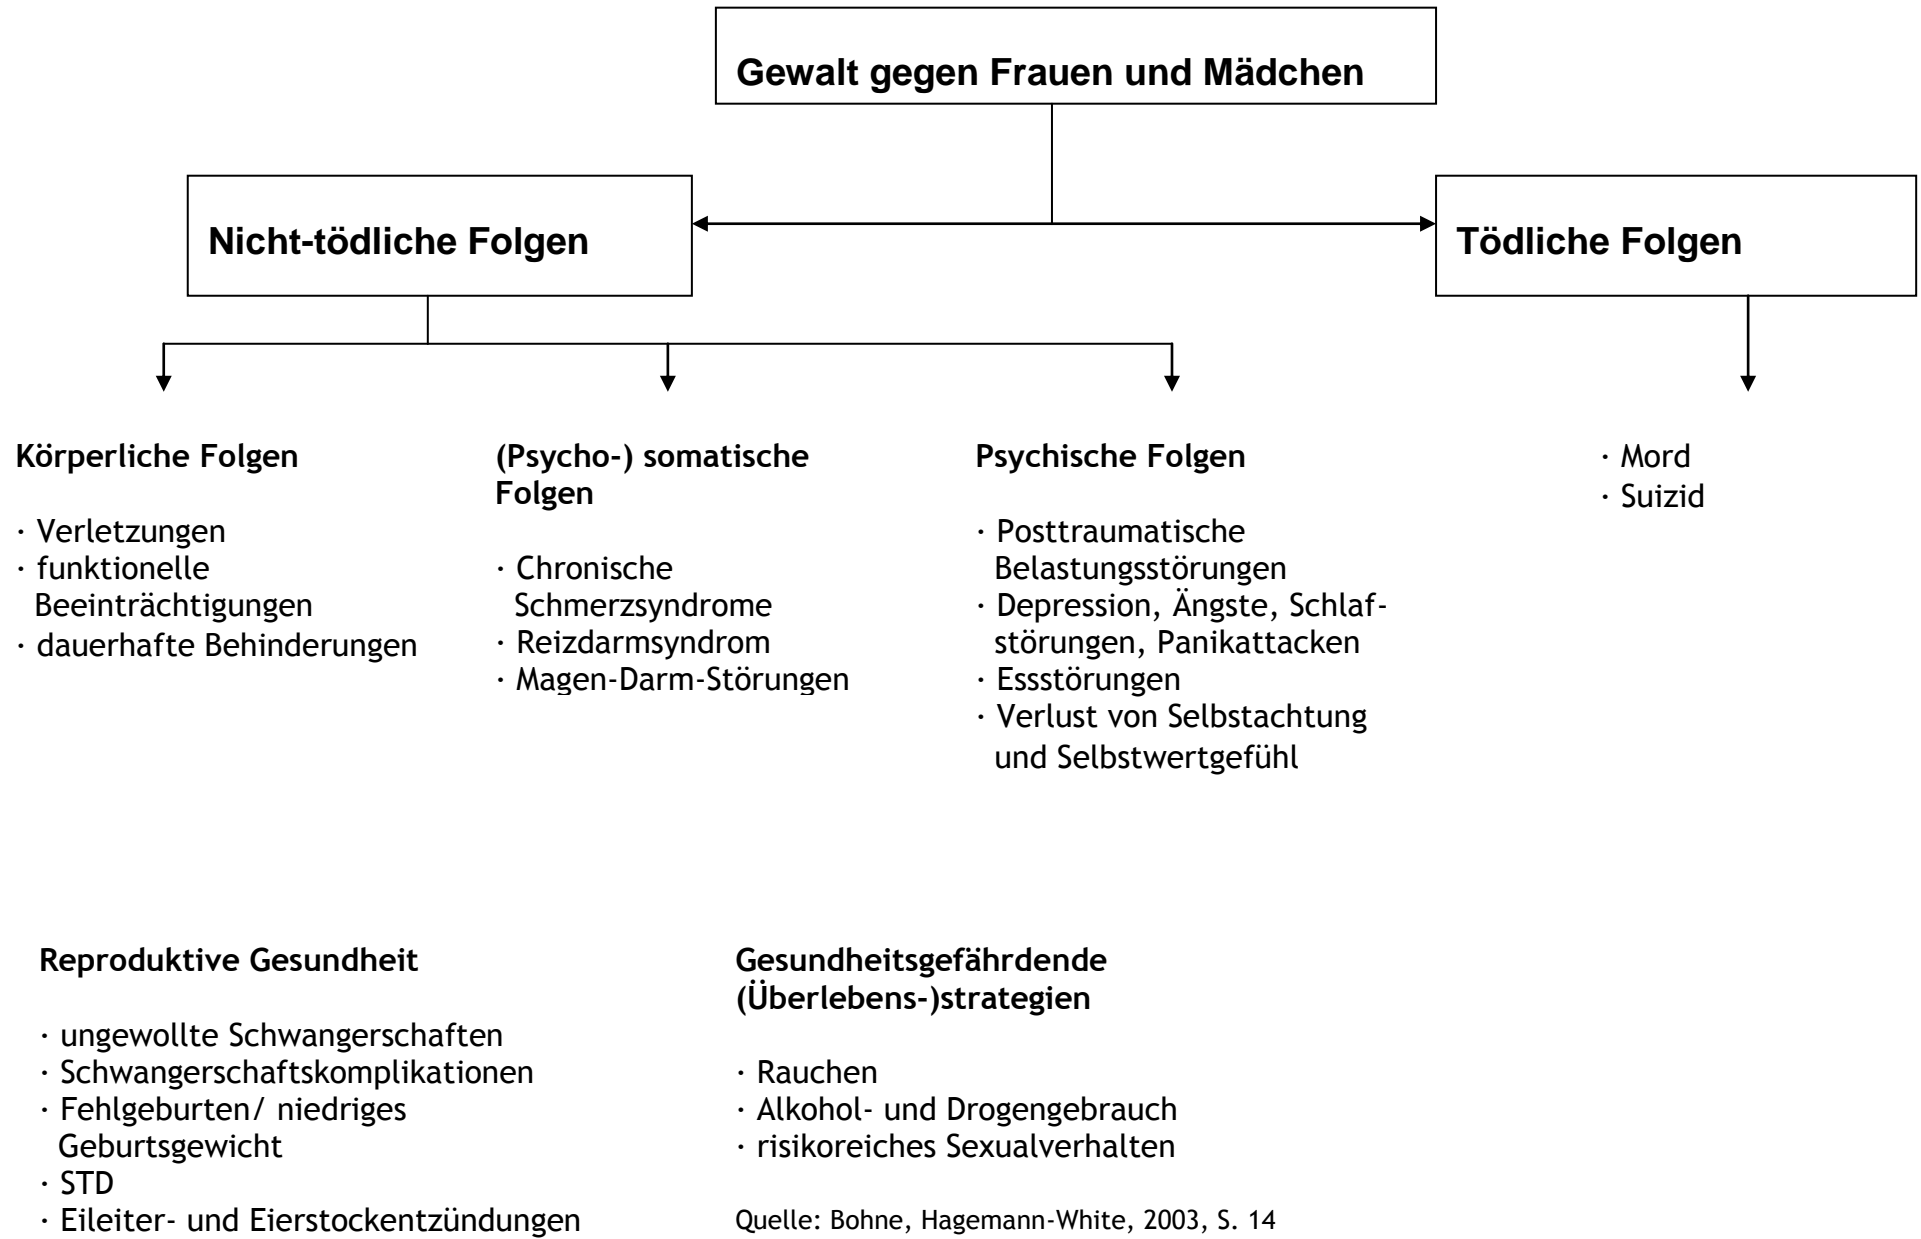 Gewalt gegen Frauen und Mädchen
Nicht-tödliche Folgen
Tödliche Folgen
Körperliche Folgen
· Verletzungen
· funktionelle
Beeinträchtigungen
· dauerhafte Behinderungen
(Psycho-) somatische
Folgen
· Chronische
Schmerzsyndrome
· Reizdarmsyndrom
· Magen-Darm-Störungen
Psychische Folgen
· Posttraumatische
Belastungsstörungen
· Depression, Ängste, Schlaf-
störungen, Panikattacken
· Essstörungen
· Verlust von Selbstachtung
und Selbstwertgefühl
· Mord
· Suizid
Reproduktive Gesundheit
· ungewollte Schwangerschaften
· Schwangerschaftskomplikationen
· Fehlgeburten/ niedriges
Geburtsgewicht
· STD
· Eileiter- und Eierstockentzündungen
Gesundheitsgefährdende
(Überlebens-)strategien
· Rauchen
· Alkohol- und Drogengebrauch
· risikoreiches Sexualverhalten
Quelle: Bohne, Hagemann-White, 2003, S. 14